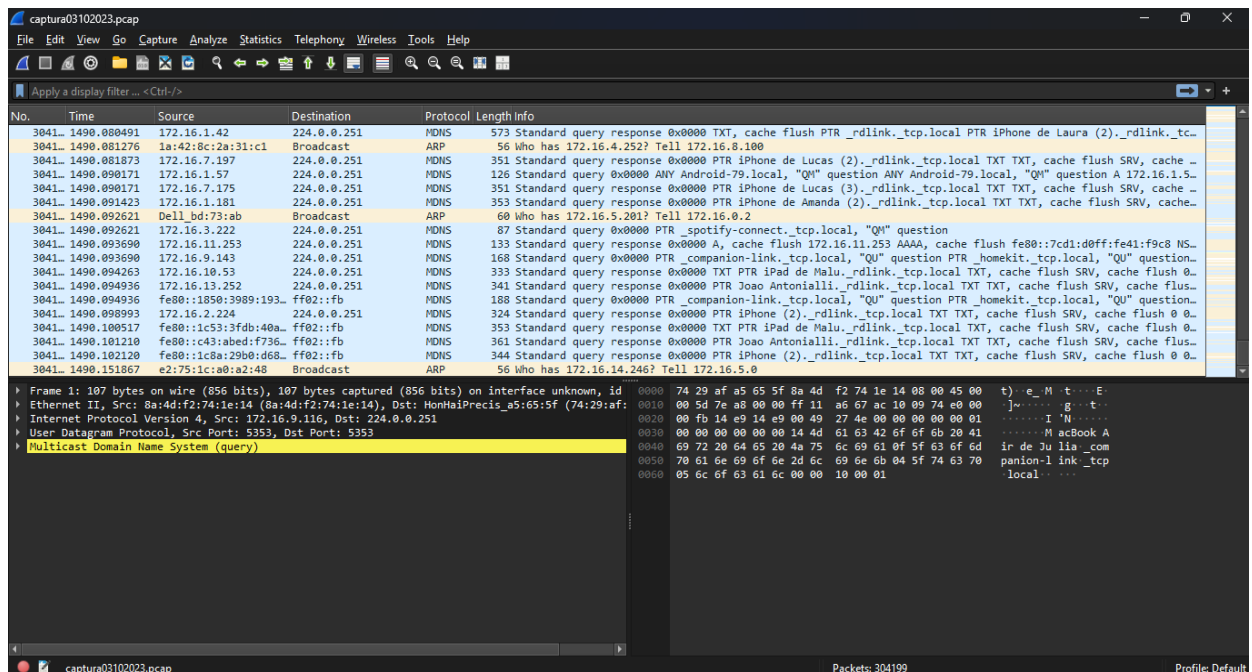 captura03102023.pcap
File Edit View Go Capture Analyze Statistics Telephony Wireless Tools Help
Apply a display filter ... <Ctrl-/>
No. Time Source Destination Protocol Length Info
3041… 1490.080491 172.16.1.42 224.0.0.251 MDNS 573 Standard query response 0x0000 TXT, cache flush PTR _rdlink._tcp.local PTR iPhone de Laura (2)._rdlink._tc…
3041… 1490.081276 1a:42:8c:2a:31:c1 Broadcast ARP 56 Who has 172.16.4.252? Tell 172.16.8.100
3041… 1490.081873 172.16.7.197 224.0.0.251 MDNS 351 Standard query response 0x0000 PTR iPhone de Lucas (2)._rdlink._tcp.local TXT TXT, cache flush SRV, cache …
3041… 1490.090171 172.16.1.57 224.0.0.251 MDNS 126 Standard query 0x0000 ANY Android-79.local, "QM" question ANY Android-79.local, "QM" question A 172.16.1.5…
3041… 1490.090171 172.16.7.175 224.0.0.251 MDNS 351 Standard query response 0x0000 PTR iPhone de Lucas (3)._rdlink._tcp.local TXT TXT, cache flush SRV, cache …
3041… 1490.091423 172.16.1.181 224.0.0.251 MDNS 353 Standard query response 0x0000 PTR iPhone de Amanda (2)._rdlink._tcp.local TXT TXT, cache flush SRV, cache…
3041… 1490.092621 Dell_bd:73:ab Broadcast ARP 60 Who has 172.16.5.201? Tell 172.16.0.2
3041… 1490.092621 172.16.3.222 224.0.0.251 MDNS 87 Standard query 0x0000 PTR _spotify-connect._tcp.local, "QM" question
3041… 1490.093690 172.16.11.253 224.0.0.251 MDNS 133 Standard query response 0x0000 A, cache flush 172.16.11.253 AAAA, cache flush fe80::7cd1:d0ff:fe41:f9c8 NS…
3041… 1490.093690 172.16.9.143 224.0.0.251 MDNS 168 Standard query 0x0000 PTR _companion-link._tcp.local, "QU" question PTR _homekit._tcp.local, "QU" question…
3041… 1490.094263 172.16.10.53 224.0.0.251 MDNS 333 Standard query response 0x0000 TXT PTR iPad de Malu._rdlink._tcp.local TXT, cache flush SRV, cache flush 0…
3041… 1490.094936 172.16.13.252 224.0.0.251 MDNS 341 Standard query response 0x0000 PTR Joao Antonialli._rdlink._tcp.local TXT TXT, cache flush SRV, cache flus…
3041… 1490.094936 fe80::1850:3989:193… ff02::fb MDNS 188 Standard query 0x0000 PTR _companion-link._tcp.local, "QU" question PTR _homekit._tcp.local, "QU" question…
3041… 1490.098993 172.16.2.224 224.0.0.251 MDNS 324 Standard query response 0x0000 PTR iPhone (2)._rdlink._tcp.local TXT TXT, cache flush SRV, cache flush 0 0…
3041… 1490.100517 fe80::1c53:3fdb:40a… ff02::fb MDNS 353 Standard query response 0x0000 TXT PTR iPad de Malu._rdlink._tcp.local TXT, cache flush SRV, cache flush 0…
3041… 1490.101210 fe80::c43:abed:f736… ff02::fb MDNS 361 Standard query response 0x0000 PTR Joao Antonialli._rdlink._tcp.local TXT TXT, cache flush SRV, cache flus…
3041… 1490.102120 fe80::1c8a:29b0:d68… ff02::fb MDNS 344 Standard query response 0x0000 PTR iPhone (2)._rdlink._tcp.local TXT TXT, cache flush SRV, cache flush 0 0…
3041… 1490.151867 e2:75:1c:a0:a2:48 Broadcast ARP 56 Who has 172.16.14.246? Tell 172.16.5.0
Frame 1: 107 bytes on wire (856 bits), 107 bytes captured (856 bits) on interface unknown, id
Ethernet II, Src: 8a:4d:f2:74:1e:14 (8a:4d:f2:74:1e:14), Dst: HonHaiPrecis_a5:65:5f (74:29:af:
Internet Protocol Version 4, Src: 172.16.9.116, Dst: 224.0.0.251
User Datagram Protocol, Src Port: 5353, Dst Port: 5353
Multicast Domain Name System (query)
0000 74 29 af a5 65 5f 8a 4d f2 74 1e 14 08 00 45 00 t)··e_·M ·t····E·
0010 00 5d 7e a8 00 00 ff 11 a6 67 ac 10 09 74 e0 00 ·]~····· ·g···t··
0020 00 fb 14 e9 14 e9 00 49 27 4e 00 00 00 00 00 01 ·······I 'N······
0030 00 00 00 00 00 00 14 4d 61 63 42 6f 6f 6b 20 41 ·······M acBook A
0040 69 72 20 64 65 20 4a 75 6c 69 61 0f 5f 63 6f 6d ir de Ju lia·_com
0050 70 61 6e 69 6f 6e 2d 6c 69 6e 6b 04 5f 74 63 70 panion-l ink·_tcp
0060 05 6c 6f 63 61 6c 00 00 10 00 01 ·local·· ···
captura03102023.pcap Packets: 304199 Profile: Default